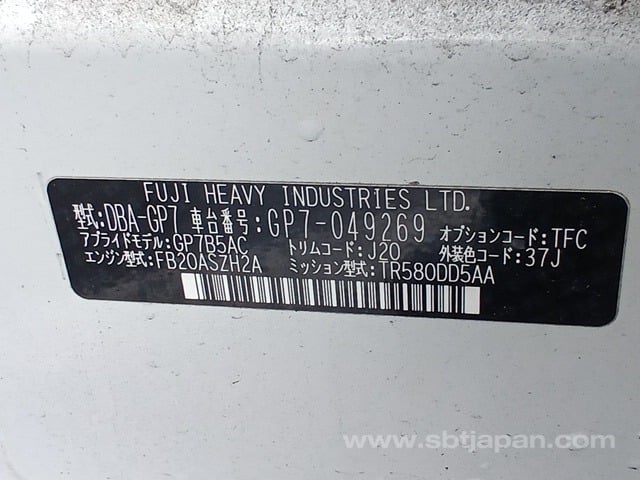 FUJI HEAVY INDUSTRIES LTD.
型式:DBA-GP7 車台番号:GP7-049269 オプションコード:TFC
アプライドモデル:GP7B5AC トリムコード:J20 外装色コード:37J
エンジン型式:FB20ASZH2A ミッション型式:TR580DD5AA
www.sbtjapan.com/